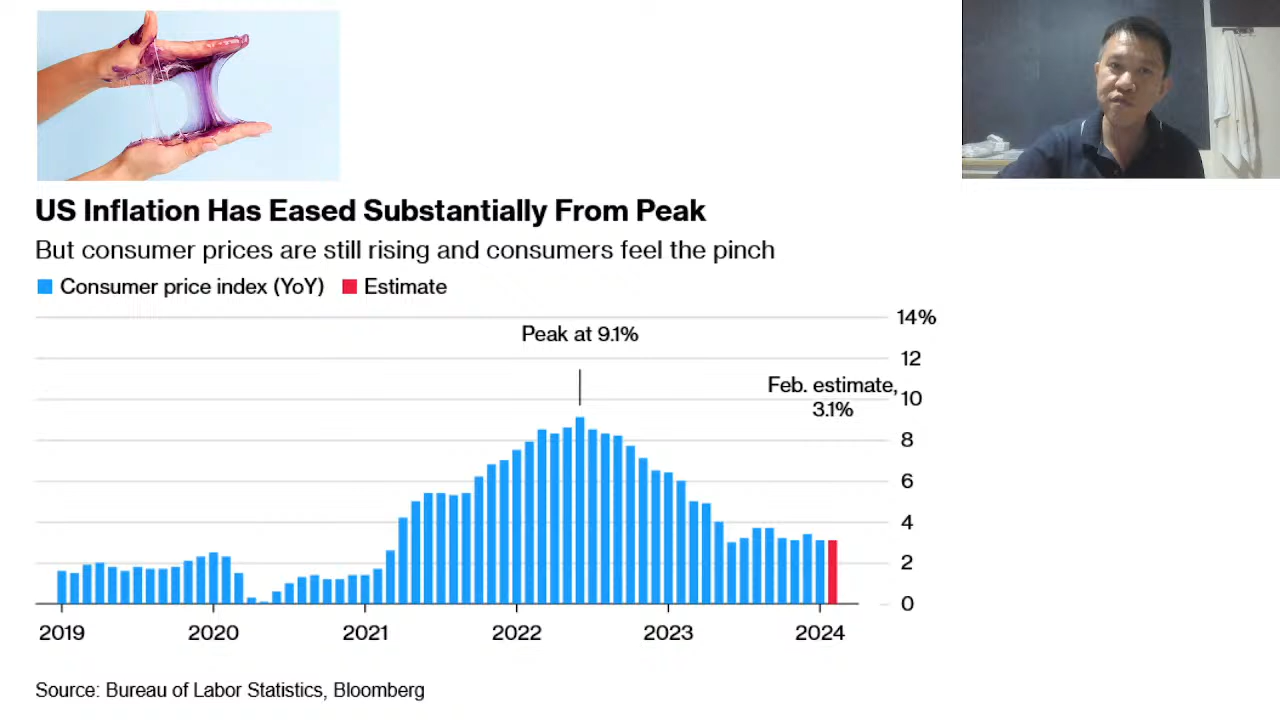 US Inflation Has Eased Substantially From Peak
But consumer prices are still rising and consumers feel the pinch
Consumer price index (YoY) Estimate
14%
Peak at 9.1%
12
Feb. estimate,
3.1%
10
8
6
4
2
0
2019 2020 2021 2022 2023 2024
Source: Bureau of Labor Statistics, Bloomberg